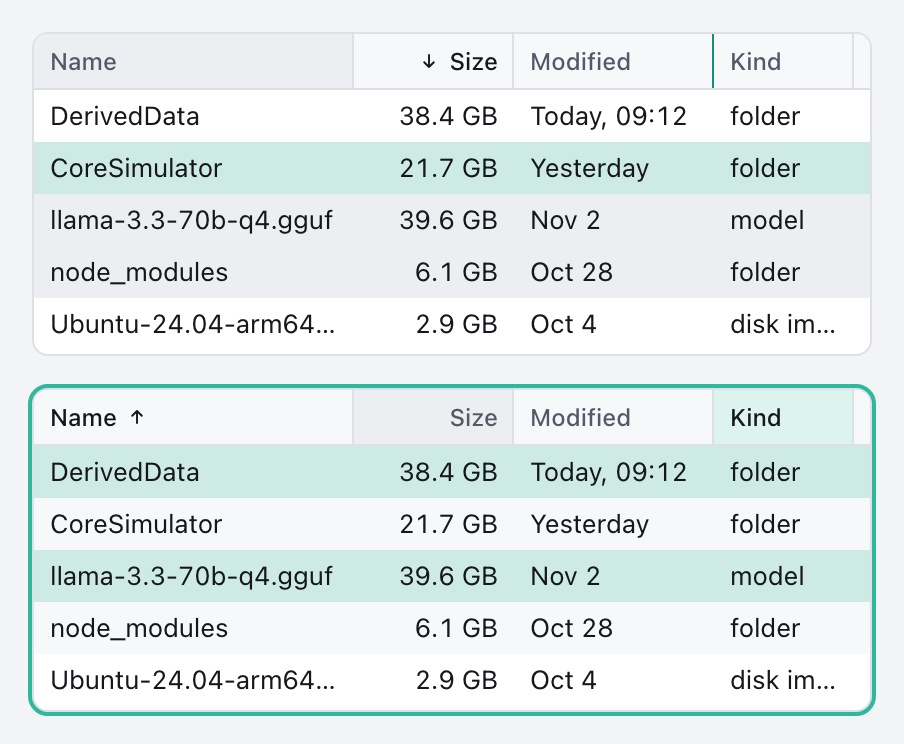 Name ↓ Size Modified Kind
DerivedData 38.4 GB Today, 09:12 folder
CoreSimulator 21.7 GB Yesterday folder
llama-3.3-70b-q4.gguf 39.6 GB Nov 2 model
node_modules 6.1 GB Oct 28 folder
Ubuntu-24.04-arm64... 2.9 GB Oct 4 disk im...
Name ↑ Size Modified Kind
DerivedData 38.4 GB Today, 09:12 folder
CoreSimulator 21.7 GB Yesterday folder
llama-3.3-70b-q4.gguf 39.6 GB Nov 2 model
node_modules 6.1 GB Oct 28 folder
Ubuntu-24.04-arm64... 2.9 GB Oct 4 disk im...